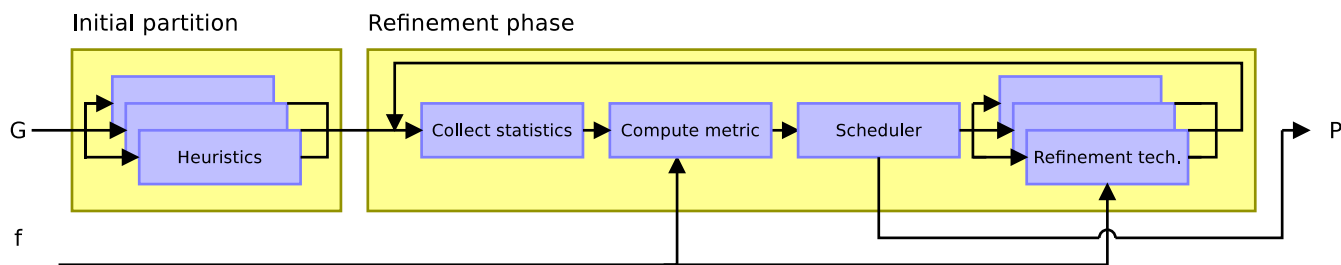 Initial partition
Refinement phase
G
Heuristics
Collect statistics
Compute metric
Scheduler
Refinement tech.
P
f